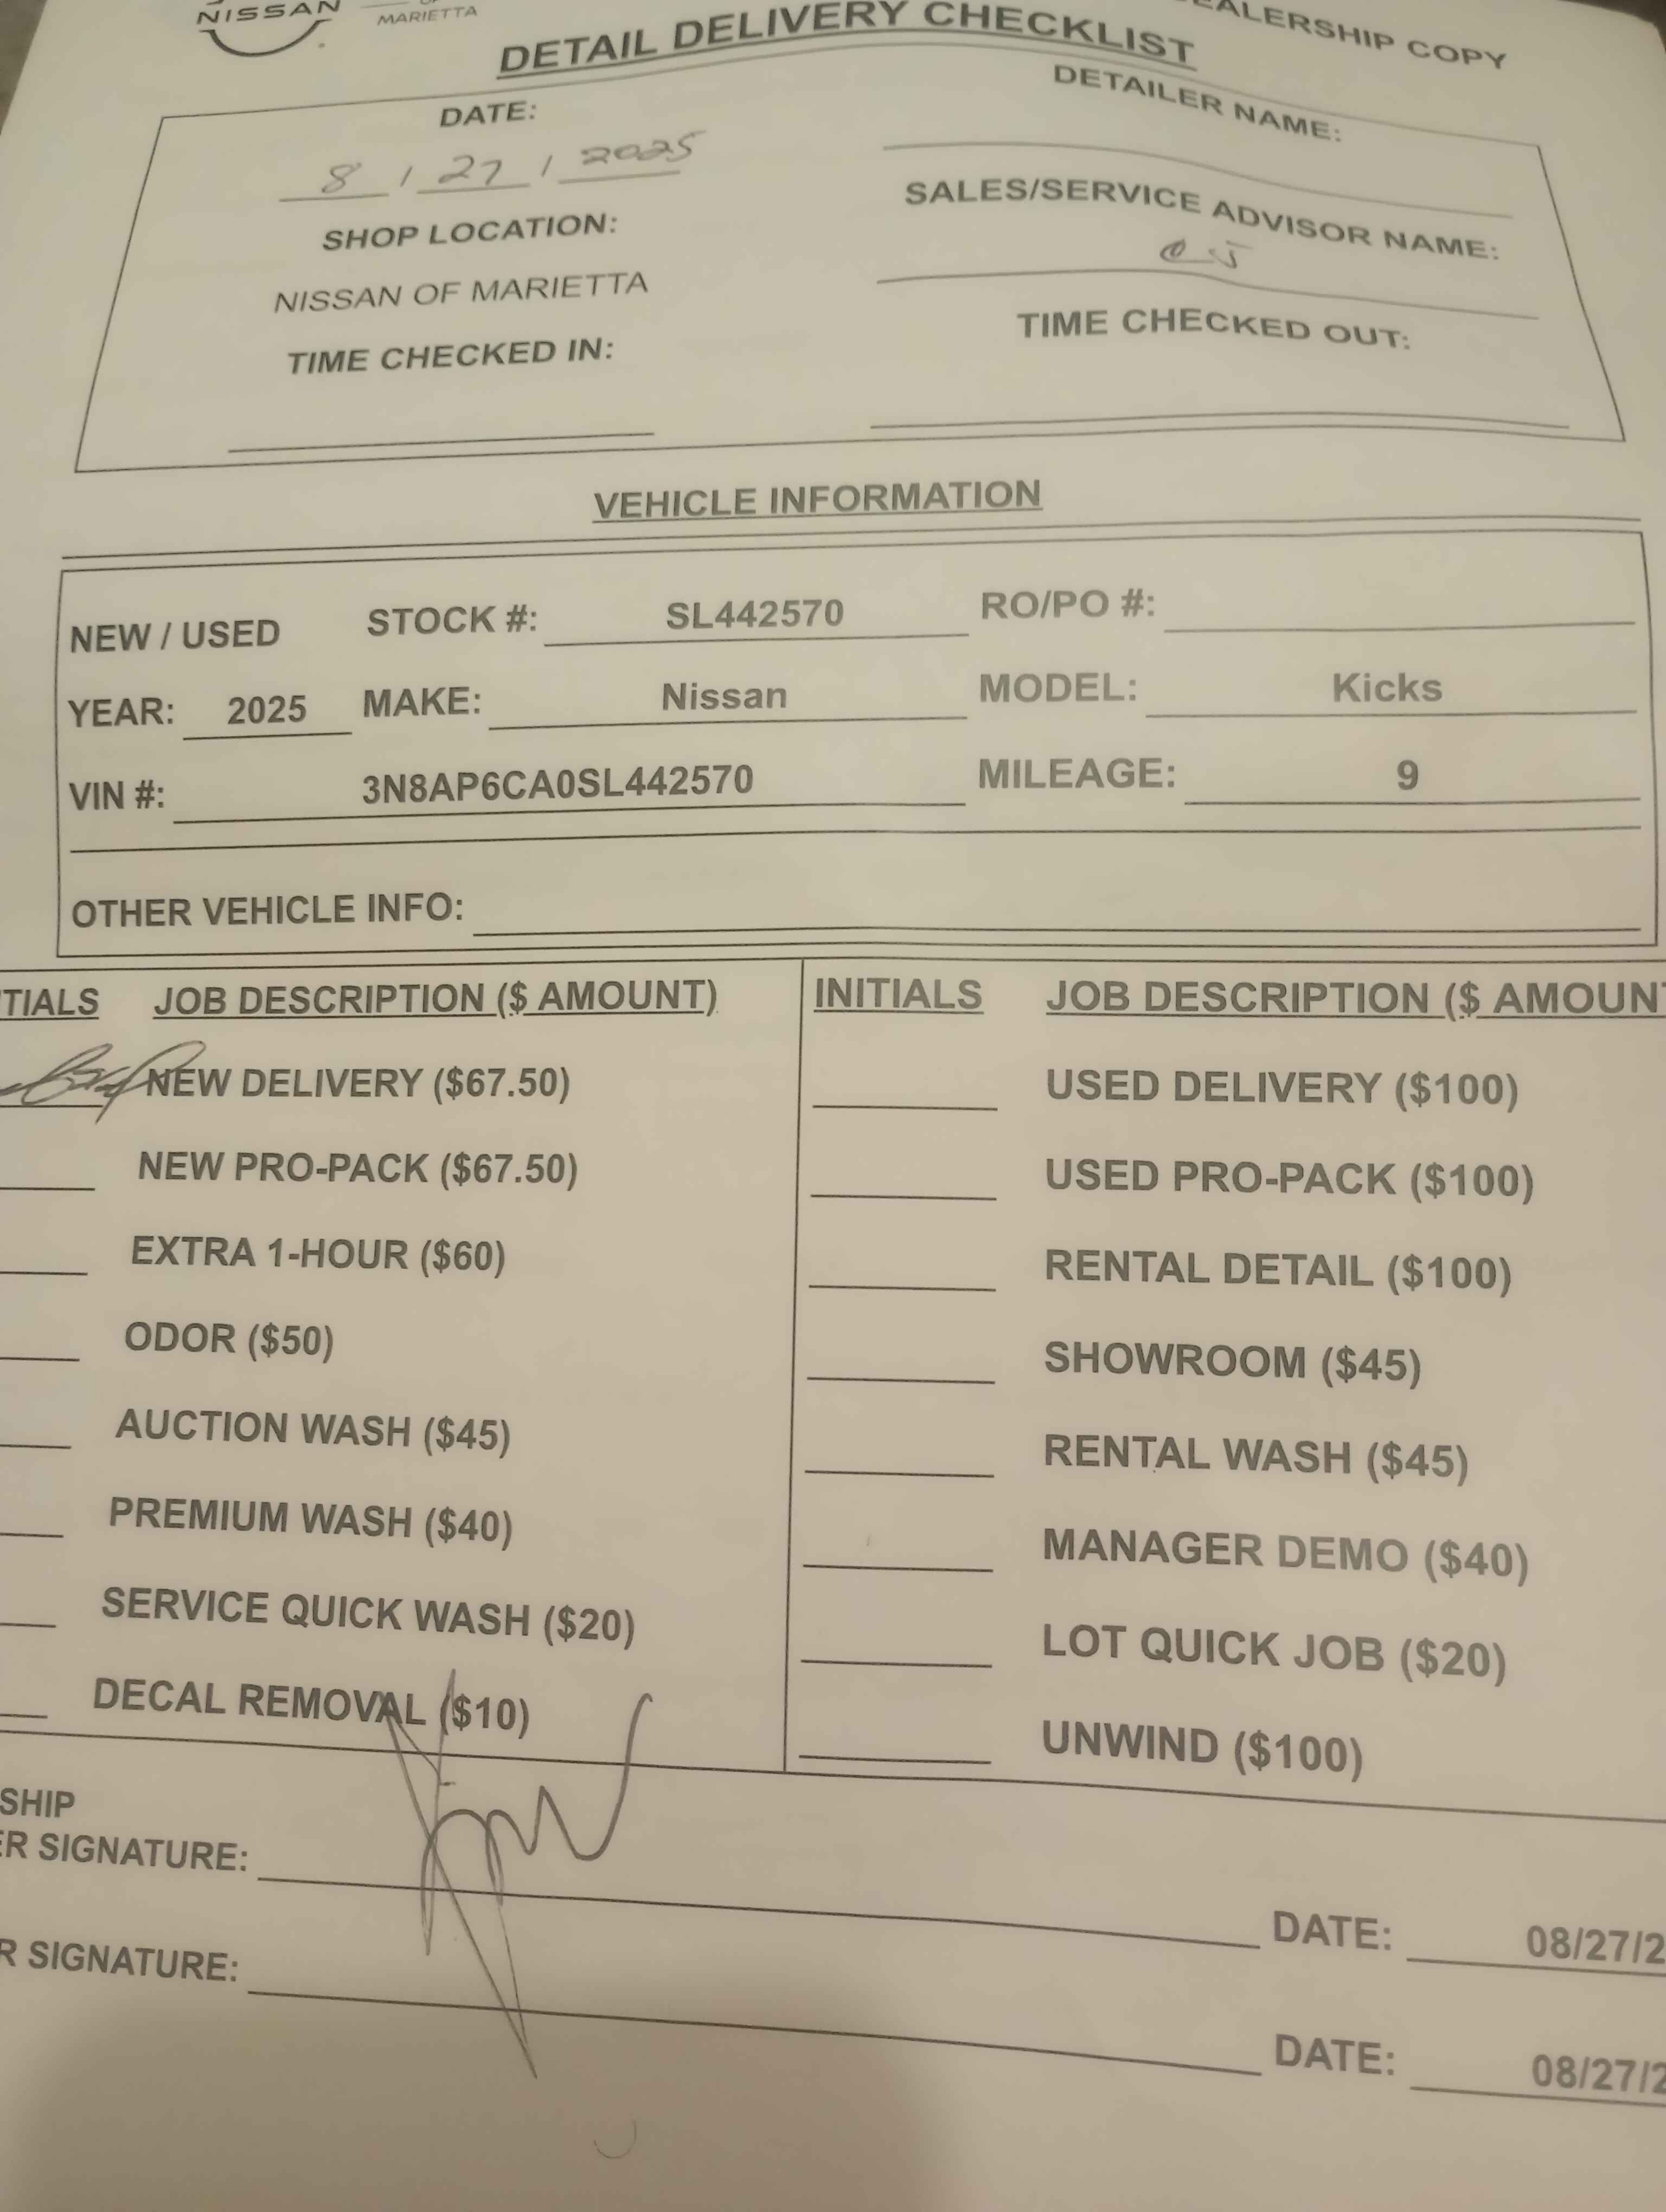 NISSAN OF MARIETTA
DEALERSHIP COPY
DETAIL DELIVERY CHECKLIST
DATE: DETAILER NAME:
8 / 27 / 2025
SHOP LOCATION: SALES/SERVICE ADVISOR NAME:
NISSAN OF MARIETTA OJ
TIME CHECKED IN: TIME CHECKED OUT:
VEHICLE INFORMATION
NEW / USED STOCK #: SL442570 RO/PO #:
YEAR: 2025 MAKE: Nissan MODEL: Kicks
VIN #: 3N8AP6CA0SL442570 MILEAGE: 9
OTHER VEHICLE INFO:
TIALS JOB DESCRIPTION ($ AMOUNT) INITIALS JOB DESCRIPTION ($ AMOUN
NEW DELIVERY ($67.50) USED DELIVERY ($100)
NEW PRO-PACK ($67.50) USED PRO-PACK ($100)
EXTRA 1-HOUR ($60) RENTAL DETAIL ($100)
ODOR ($50) SHOWROOM ($45)
AUCTION WASH ($45) RENTAL WASH ($45)
PREMIUM WASH ($40) MANAGER DEMO ($40)
SERVICE QUICK WASH ($20) LOT QUICK JOB ($20)
DECAL REMOVAL ($10) UNWIND ($100)
SHIP
ER SIGNATURE: DATE: 08/27/2
R SIGNATURE: DATE: 08/27/2